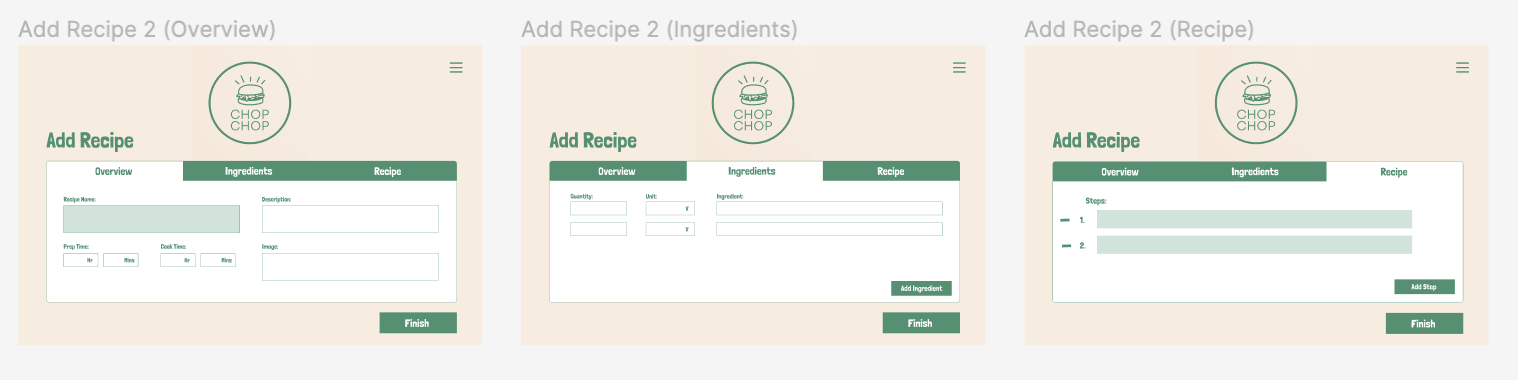 Add Recipe 2 (Overview)
CHOP
CHOP
Add Recipe
Overview Ingredients Recipe
Recipe Name: Description:
Prep Time: Cook Time: Image:
Hr Mins Hr Mins
Finish
Add Recipe 2 (Ingredients)
CHOP
CHOP
Add Recipe
Overview Ingredients Recipe
Quantity: Unit: Ingredient:
V
V
Add Ingredient
Finish
Add Recipe 2 (Recipe)
CHOP
CHOP
Add Recipe
Overview Ingredients Recipe
Steps:
1.
2.
Add Step
Finish